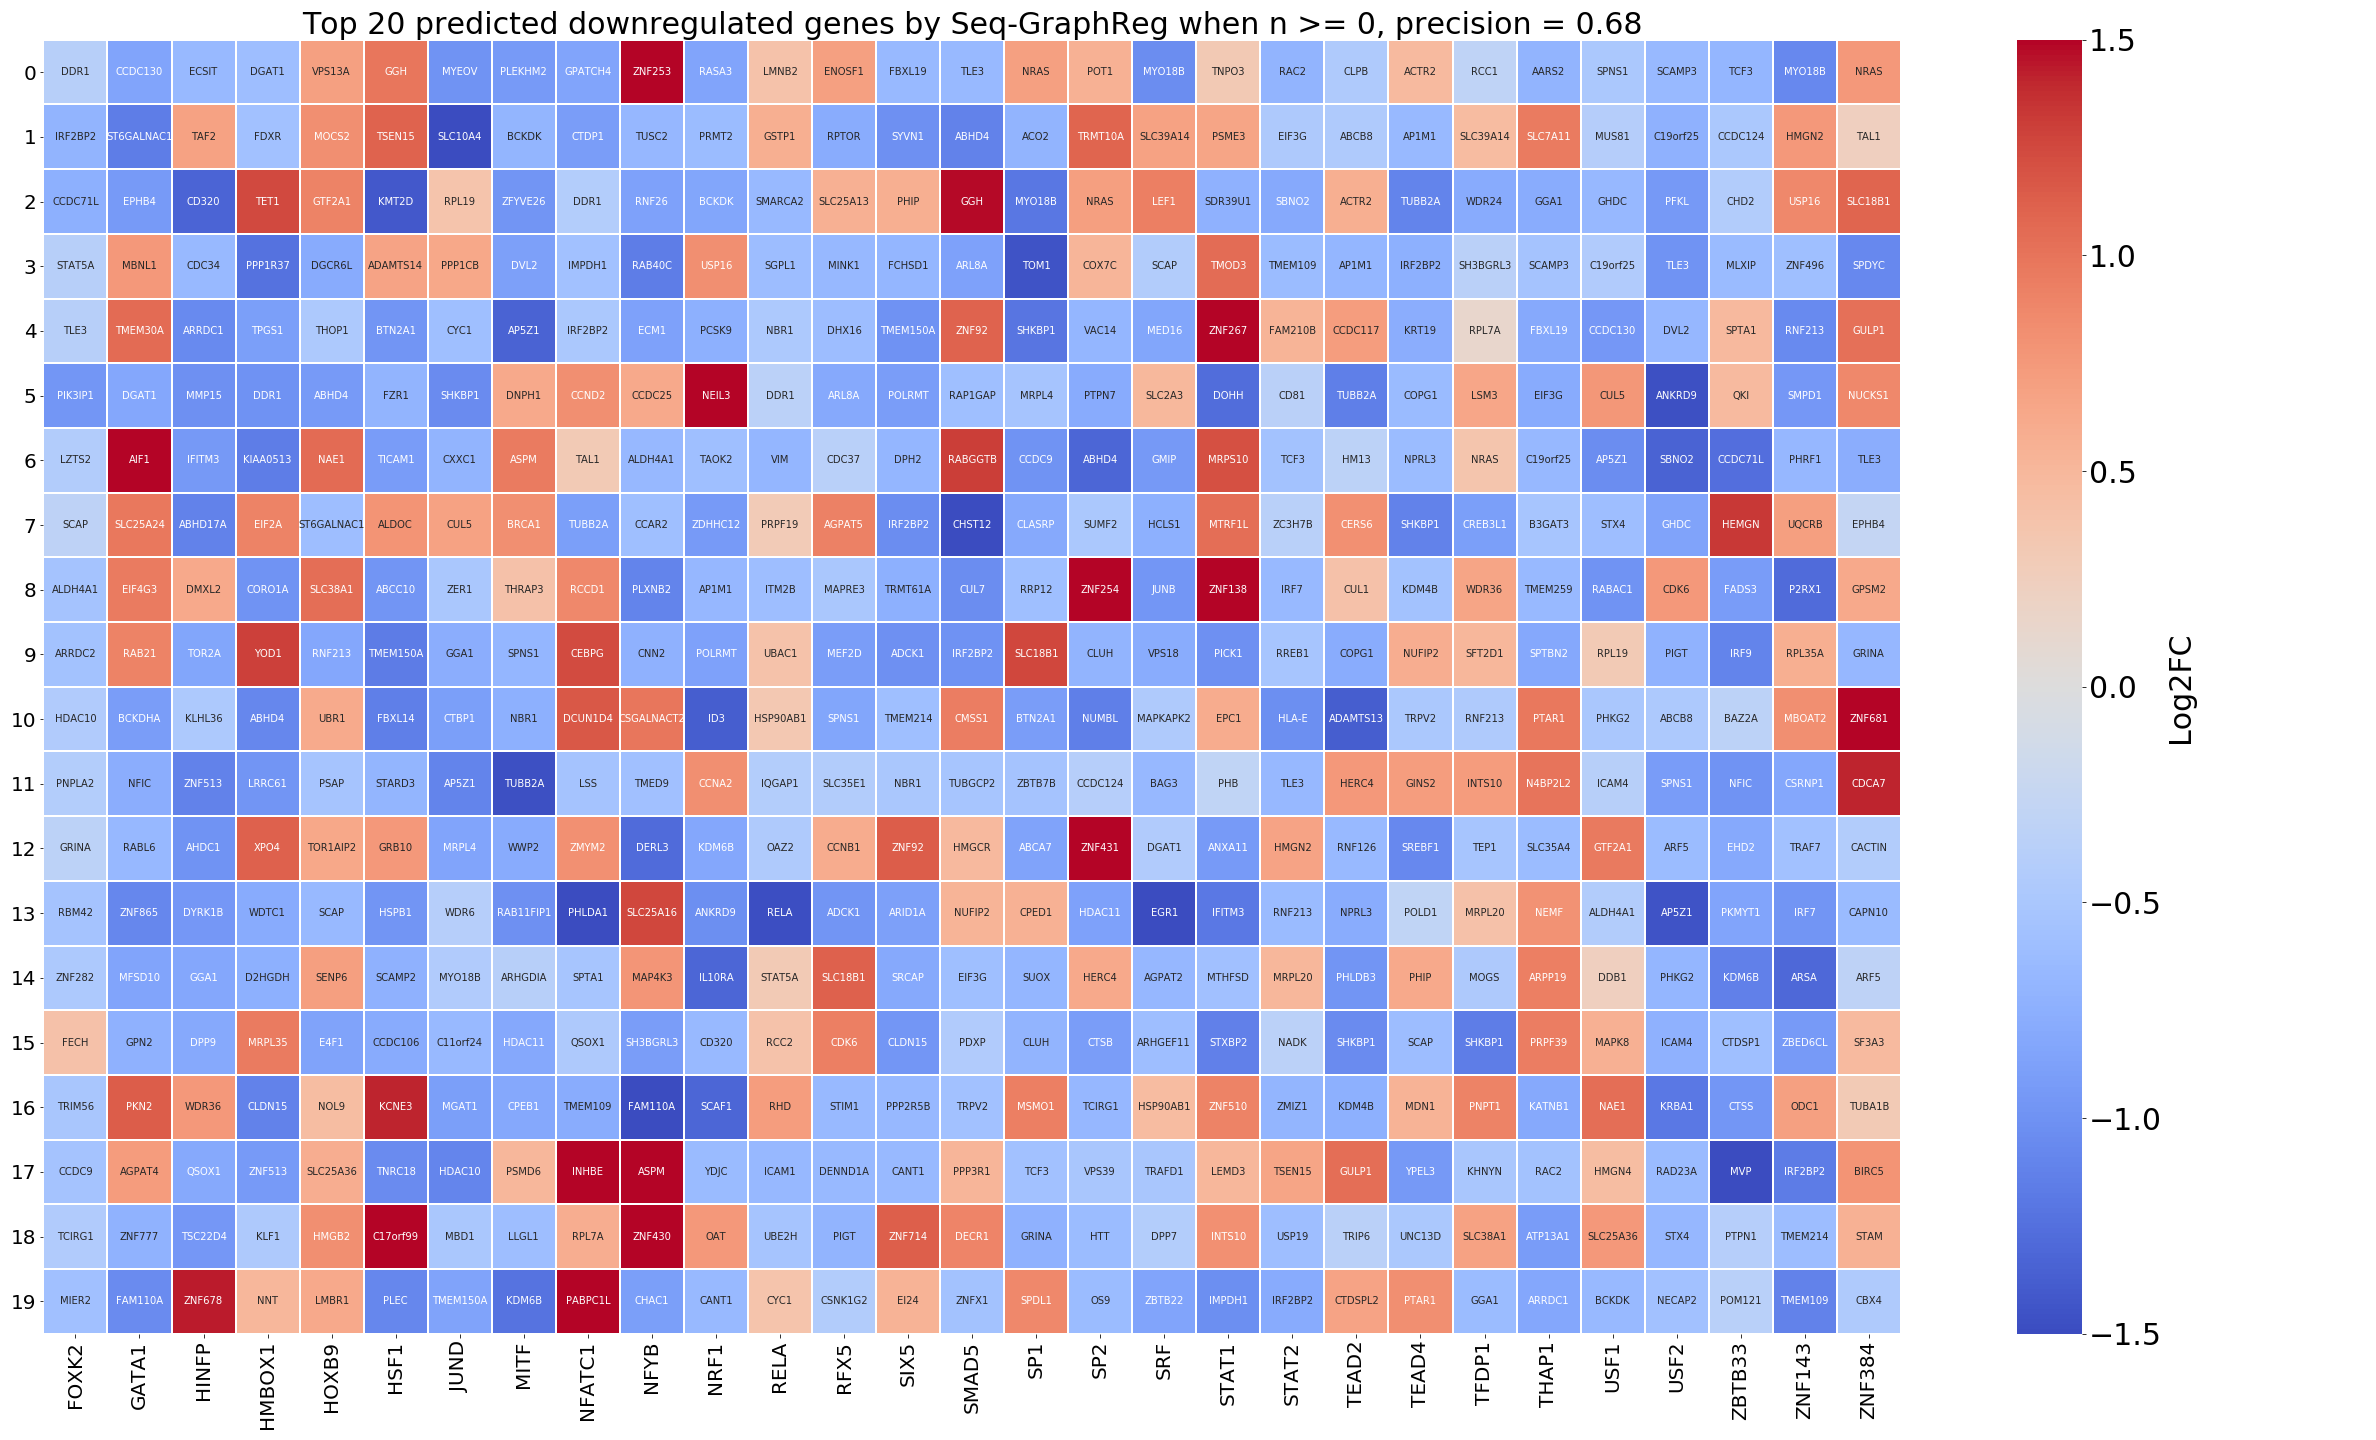 Top 20 predicted downregulated genes by Seq-GraphReg when n >= 0, precision = 0.68
0 DDR1 CCDC130 ECSIT DGAT1 VPS13A GGH MYEOV PLEKHM2 GPATCH4 ZNF253 RASA3 LMNB2 ENOSF1 FBXL19 TLE3 NRAS POT1 MYO18B TNPO3 RAC2 CLPB ACTR2 RCC1 AARS2 SPNS1 SCAMP3 TCF3 MYO18B NRAS
1 IRF2BP2 ST6GALNAC1 TAF2 FDXR MOCS2 TSEN15 SLC10A4 BCKDK CTDP1 TUSC2 PRMT2 GSTP1 RPTOR SYVN1 ABHD4 ACO2 TRMT10A SLC39A14 PSME3 EIF3G ABCB8 AP1M1 SLC39A14 SLC7A11 MUS81 C19orf25 CCDC124 HMGN2 TAL1
2 CCDC71L EPHB4 CD320 TET1 GTF2A1 KMT2D RPL19 ZFYVE26 DDR1 RNF26 BCKDK SMARCA2 SLC25A13 PHIP GGH MYO18B NRAS LEF1 SDR39U1 SBNO2 ACTR2 TUBB2A WDR24 GGA1 GHDC PFKL CHD2 USP16 SLC18B1
3 STAT5A MBNL1 CDC34 PPP1R37 DGCR6L ADAMTS14 PPP1CB DVL2 IMPDH1 RAB40C USP16 SGPL1 MINK1 FCHSD1 ARL8A TOM1 COX7C SCAP TMOD3 TMEM109 AP1M1 IRF2BP2 SH3BGRL3 SCAMP3 C19orf25 TLE3 MLXIP ZNF496 SPDYC
4 TLE3 TMEM30A ARRDC1 TPGS1 THOP1 BTN2A1 CYC1 AP5Z1 IRF2BP2 ECM1 PCSK9 NBR1 DHX16 TMEM150A ZNF92 SHKBP1 VAC14 MED16 ZNF267 FAM210B CCDC117 KRT19 RPL7A FBXL19 CCDC130 DVL2 SPTA1 RNF213 GULP1
5 PIK3IP1 DGAT1 MMP15 DDR1 ABHD4 FZR1 SHKBP1 DNPH1 CCND2 CCDC25 NEIL3 DDR1 ARL8A POLRMT RAP1GAP MRPL4 PTPN7 SLC2A3 DOHH CD81 TUBB2A COPG1 LSM3 EIF3G CUL5 ANKRD9 QKI SMPD1 NUCKS1
6 LZTS2 AIF1 IFITM3 KIAA0513 NAE1 TICAM1 CXXC1 ASPM TAL1 ALDH4A1 TAOK2 VIM CDC37 DPH2 RABGGTB CCDC9 ABHD4 GMIP MRPS10 TCF3 HM13 NPRL3 NRAS C19orf25 AP5Z1 SBNO2 CCDC71L PHRF1 TLE3
7 SCAP SLC25A24 ABHD17A EIF2A ST6GALNAC1 ALDOC CUL5 BRCA1 TUBB2A CCAR2 ZDHHC12 PRPF19 AGPAT5 IRF2BP2 CHST12 CLASRP SUMF2 HCLS1 MTRF1L ZC3H7B CERS6 SHKBP1 CREB3L1 B3GAT3 STX4 GHDC HEMGN UQCRB EPHB4
8 ALDH4A1 EIF4G3 DMXL2 CORO1A SLC38A1 ABCC10 ZER1 THRAP3 RCCD1 PLXNB2 AP1M1 ITM2B MAPRE3 TRMT61A CUL7 RRP12 ZNF254 JUNB ZNF138 IRF7 CUL1 KDM4B WDR36 TMEM259 RABAC1 CDK6 FADS3 P2RX1 GPSM2
9 ARRDC2 RAB21 TOR2A YOD1 RNF213 TMEM150A GGA1 SPNS1 CEBPG CNN2 POLRMT UBAC1 MEF2D ADCK1 IRF2BP2 SLC18B1 CLUH VPS18 PICK1 RREB1 COPG1 NUFIP2 SFT2D1 SPTBN2 RPL19 PIGT IRF9 RPL35A GRINA
10 HDAC10 BCKDHA KLHL36 ABHD4 UBR1 FBXL14 CTBP1 NBR1 DCUN1D4 CSGALNACT2 ID3 HSP90AB1 SPNS1 TMEM214 CMSS1 BTN2A1 NUMBL MAPKAPK2 EPC1 HLA-E ADAMTS13 TRPV2 RNF213 PTAR1 PHKG2 ABCB8 BAZ2A MBOAT2 ZNF681
11 PNPLA2 NFIC ZNF513 LRRC61 PSAP STARD3 AP5Z1 TUBB2A LSS TMED9 CCNA2 IQGAP1 SLC35E1 NBR1 TUBGCP2 ZBTB7B CCDC124 BAG3 PHB TLE3 HERC4 GINS2 INTS10 N4BP2L2 ICAM4 SPNS1 NFIC CSRNP1 CDCA7
12 GRINA RABL6 AHDC1 XPO4 TOR1AIP2 GRB10 MRPL4 WWP2 ZMYM2 DERL3 KDM6B OAZ2 CCNB1 ZNF92 HMGCR ABCA7 ZNF431 DGAT1 ANXA11 HMGN2 RNF126 SREBF1 TEP1 SLC35A4 GTF2A1 ARF5 EHD2 TRAF7 CACTIN
13 RBM42 ZNF865 DYRK1B WDTC1 SCAP HSPB1 WDR6 RAB11FIP1 PHLDA1 SLC25A16 ANKRD9 RELA ADCK1 ARID1A NUFIP2 CPED1 HDAC11 EGR1 IFITM3 RNF213 NPRL3 POLD1 MRPL20 NEMF ALDH4A1 AP5Z1 PKMYT1 IRF7 CAPN10
14 ZNF282 MFSD10 GGA1 D2HGDH SENP6 SCAMP2 MYO18B ARHGDIA SPTA1 MAP4K3 IL10RA STAT5A SLC18B1 SRCAP EIF3G SUOX HERC4 AGPAT2 MTHFSD MRPL20 PHLDB3 PHIP MOGS ARPP19 DDB1 PHKG2 KDM6B ARSA ARF5
15 FECH GPN2 DPP9 MRPL35 E4F1 CCDC106 C11orf24 HDAC11 QSOX1 SH3BGRL3 CD320 RCC2 CDK6 CLDN15 PDXP CLUH CTSB ARHGEF11 STXBP2 NADK SHKBP1 SCAP SHKBP1 PRPF39 MAPK8 ICAM4 CTDSP1 ZBED6CL SF3A3
16 TRIM56 PKN2 WDR36 CLDN15 NOL9 KCNE3 MGAT1 CPEB1 TMEM109 FAM110A SCAF1 RHD STIM1 PPP2R5B TRPV2 MSMO1 TCIRG1 HSP90AB1 ZNF510 ZMIZ1 KDM4B MDN1 PNPT1 KATNB1 NAE1 KRBA1 CTSS ODC1 TUBA1B
17 CCDC9 AGPAT4 QSOX1 ZNF513 SLC25A36 TNRC18 HDAC10 PSMD6 INHBE ASPM YDJC ICAM1 DENND1A CANT1 PPP3R1 TCF3 VPS39 TRAFD1 LEMD3 TSEN15 GULP1 YPEL3 KHNYN RAC2 HMGN4 RAD23A MVP IRF2BP2 BIRC5
18 TCIRG1 ZNF777 TSC22D4 KLF1 HMGB2 C17orf99 MBD1 LLGL1 RPL7A ZNF430 OAT UBE2H PIGT ZNF714 DECR1 GRINA HTT DPP7 INTS10 USP19 TRIP6 UNC13D SLC38A1 ATP13A1 SLC25A36 STX4 PTPN1 TMEM214 STAM
19 MIER2 FAM110A ZNF678 NNT LMBR1 PLEC TMEM150A KDM6B PABPC1L CHAC1 CANT1 CYC1 CSNK1G2 EI24 ZNFX1 SPDL1 OS9 ZBTB22 IMPDH1 IRF2BP2 CTDSPL2 PTAR1 GGA1 ARRDC1 BCKDK NECAP2 POM121 TMEM109 CBX4
FOXK2 GATA1 HINFP HMBOX1 HOXB9 HSF1 JUND MITF NFATC1 NFYB NRF1 RELA RFX5 SIX5 SMAD5 SP1 SP2 SRF STAT1 STAT2 TEAD2 TEAD4 TFDP1 THAP1 USF1 USF2 ZBTB33 ZNF143 ZNF384
1.5
1.0
0.5
0.0
−0.5
−1.0
−1.5
Log2FC